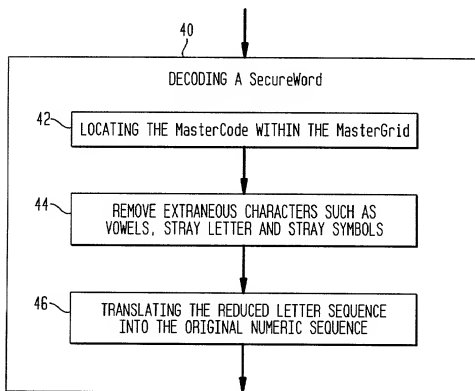 40
DECODING A SecureWord
42
LOCATING THE MasterCode WITHIN THE MasterGrid
44
REMOVE EXTRANEOUS CHARACTERS SUCH AS
VOWELS, STRAY LETTER AND STRAY SYMBOLS
46
TRANSLATING THE REDUCED LETTER SEQUENCE
INTO THE ORIGINAL NUMERIC SEQUENCE